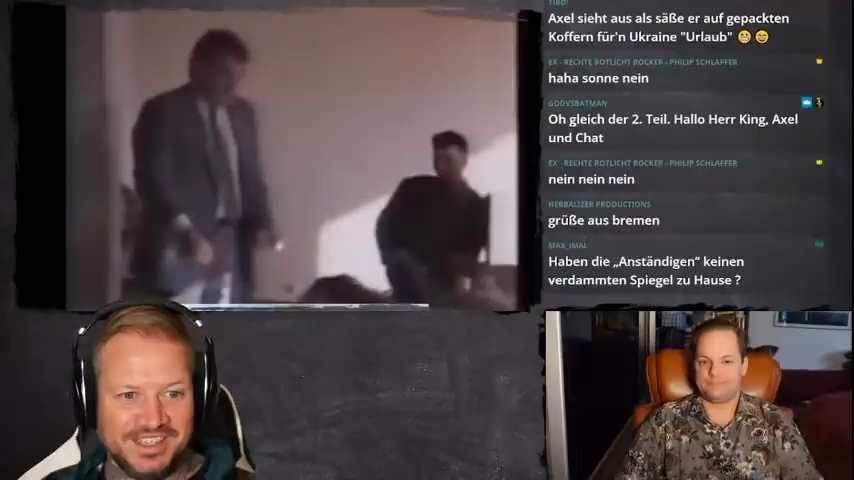 TIBO!
Axel sieht aus als säße er auf gepackten
Koffern für'n Ukraine "Urlaub" 😬 😄
EX - RECHTE ROTLICHT ROCKER - PHILIP SCHLAFFER
haha sonne nein
GODVSBATMAN
Oh gleich der 2. Teil. Hallo Herr King, Axel
und Chat
EX - RECHTE ROTLICHT ROCKER - PHILIP SCHLAFFER
nein nein nein
HERBALIZER PRODUCTIONS
grüße aus bremen
MAX_IMAL
Haben die „Anständigen“ keinen
verdammten Spiegel zu Hause ?